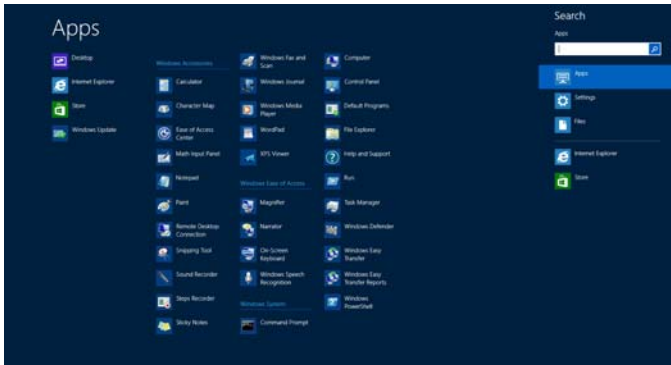 Apps
Desktop
Internet Explorer
Store
Windows Update
Windows Accessories
Calculator
Character Map
Ease of Access
Center
Math Input Panel
Notepad
Paint
Remote Desktop
Connection
Snipping Tool
Sound Recorder
Steps Recorder
Sticky Notes
Windows Fax and
Scan
Windows Journal
Windows Media
Player
WordPad
XPS Viewer
Windows Ease of Access
Magnifier
Narrator
On-Screen
Keyboard
Windows Speech
Recognition
Windows System
Command Prompt
Computer
Control Panel
Default Programs
File Explorer
Help and Support
Run
Task Manager
Windows Defender
Windows Easy
Transfer
Windows Easy
Transfer Reports
Windows
PowerShell
Search
Apps
Apps
Settings
Files
Internet Explorer
Store